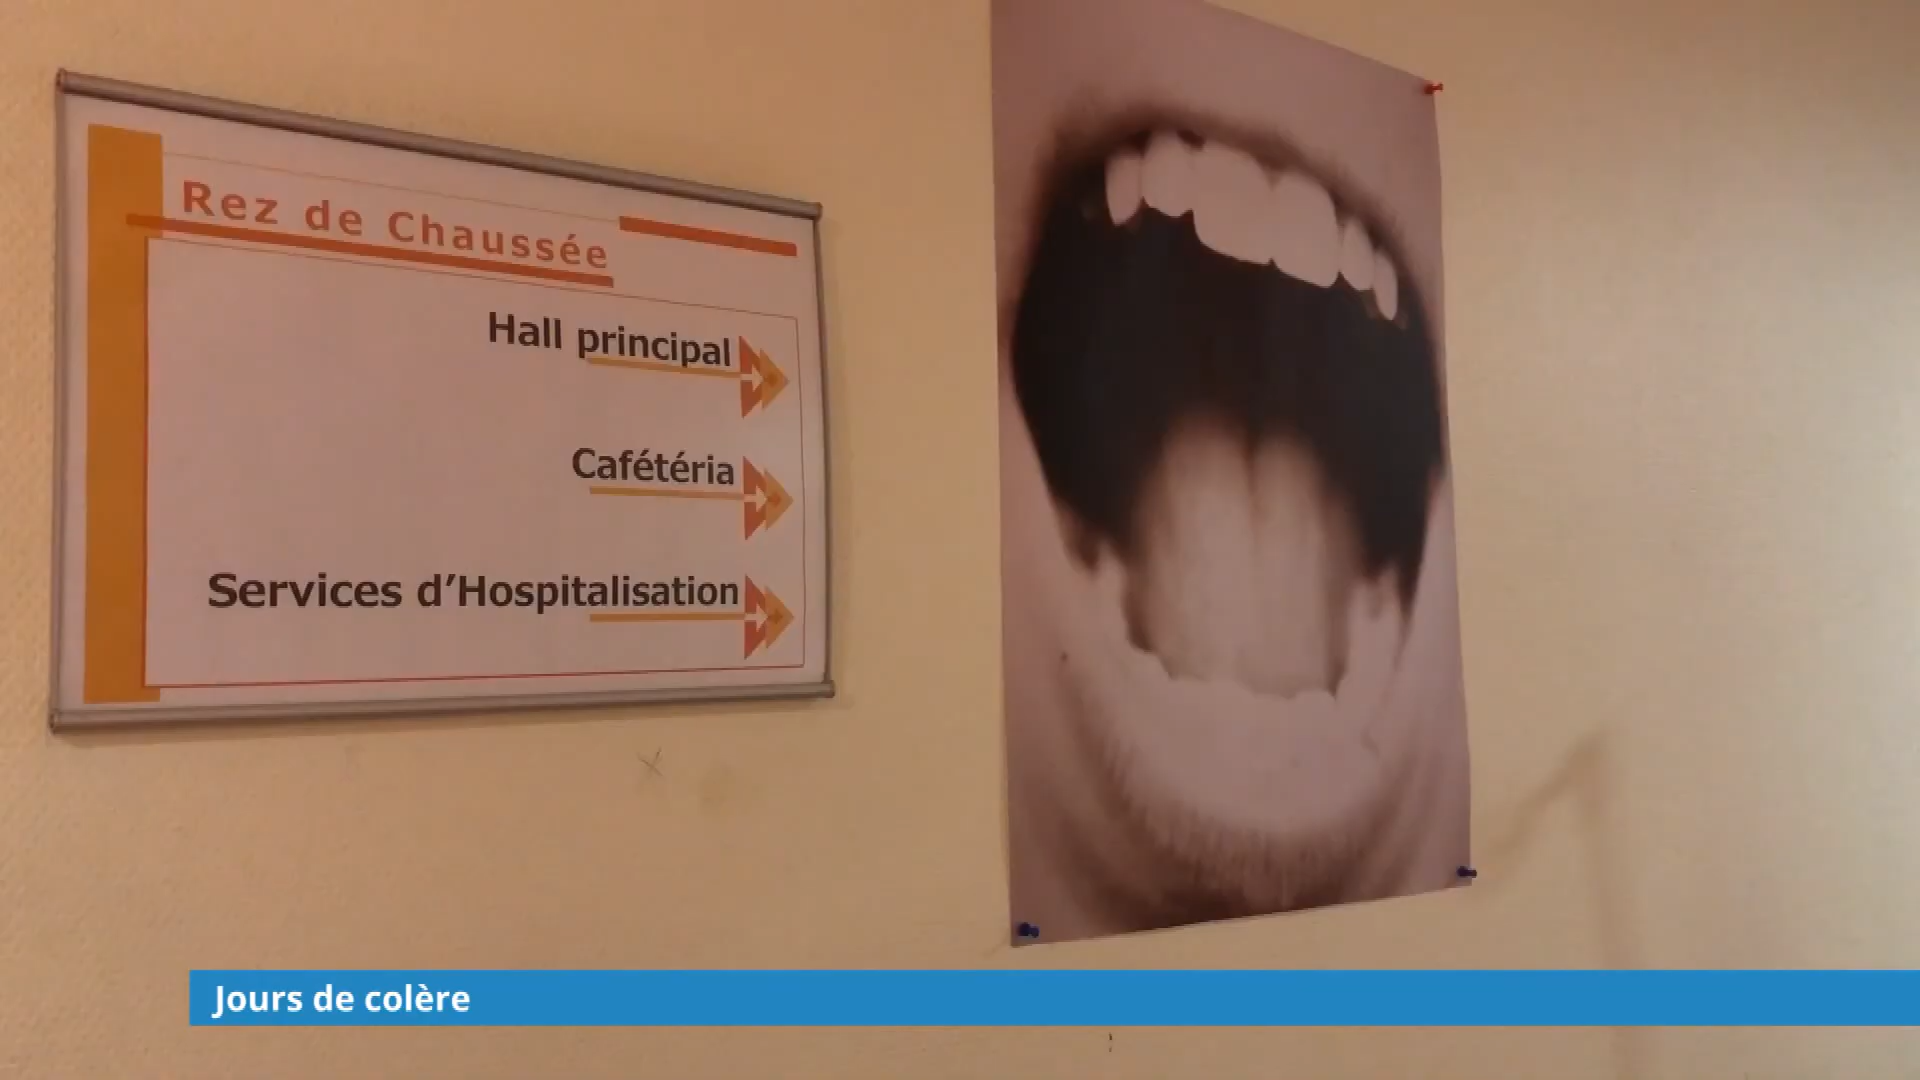 Rez de Chaussée
Hall principal
Cafétéria
Services d’Hospitalisation
Jours de colère